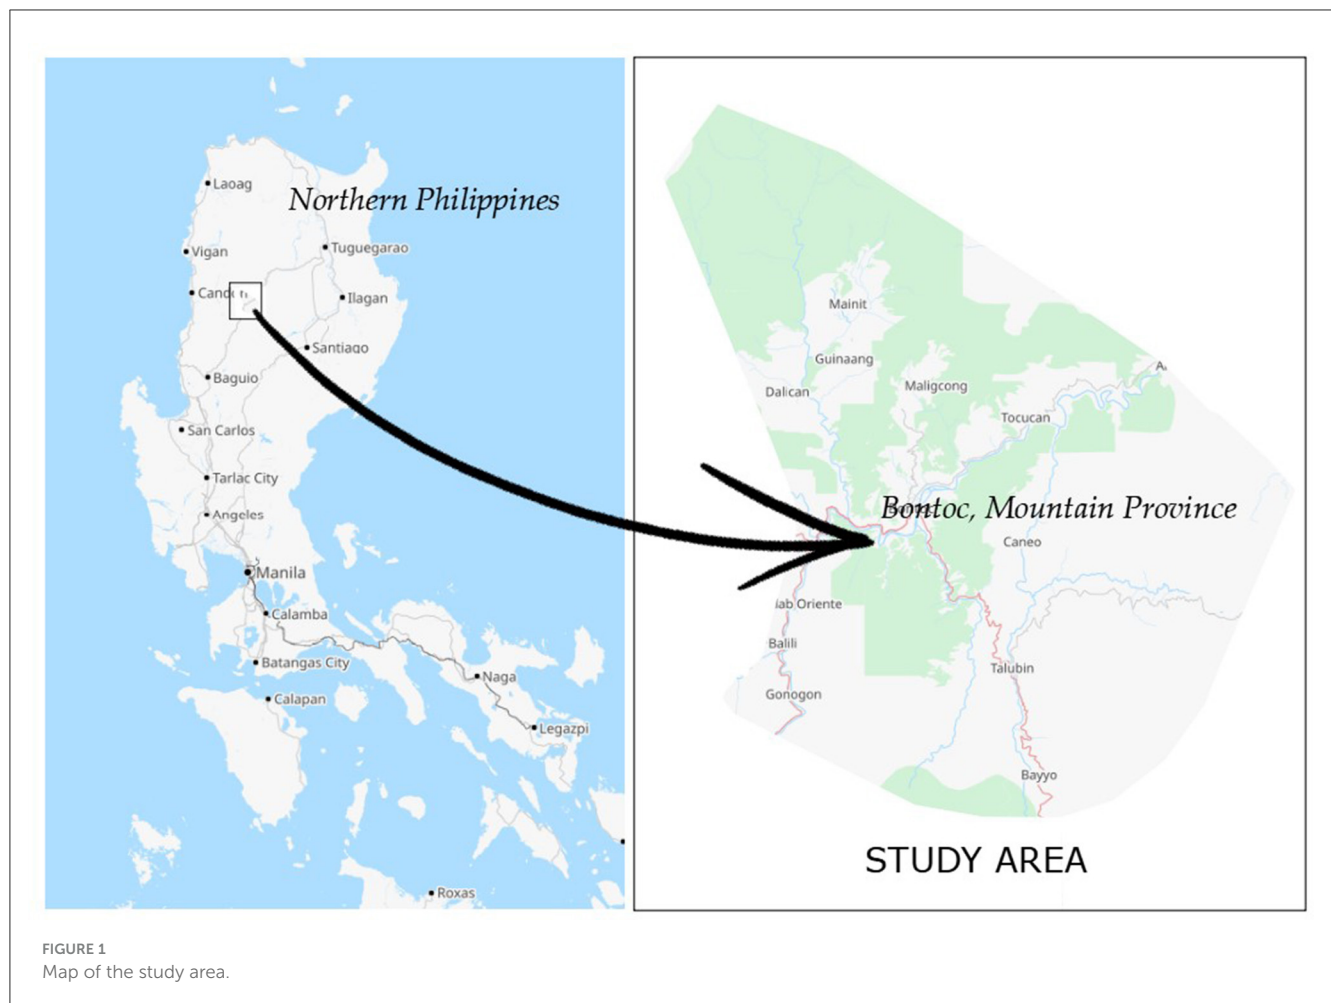 Laoag
Northern Philippines
Vigan
Tuguegarao
Ilagan
Santiago
Baguio
San Carlos
Tarlac City
Angeles
Manila
Calamba
Batangas City
Calapan
Naga
Legazpi
Roxas
Mainit
Guinaang
Dalican
Maligcong
Tocucan
Bontoc, Mountain Province
Caneo
Oriente
Balili
Gonogon
Talubin
Bayyo
STUDY AREA
FIGURE 1
Map of the study area.